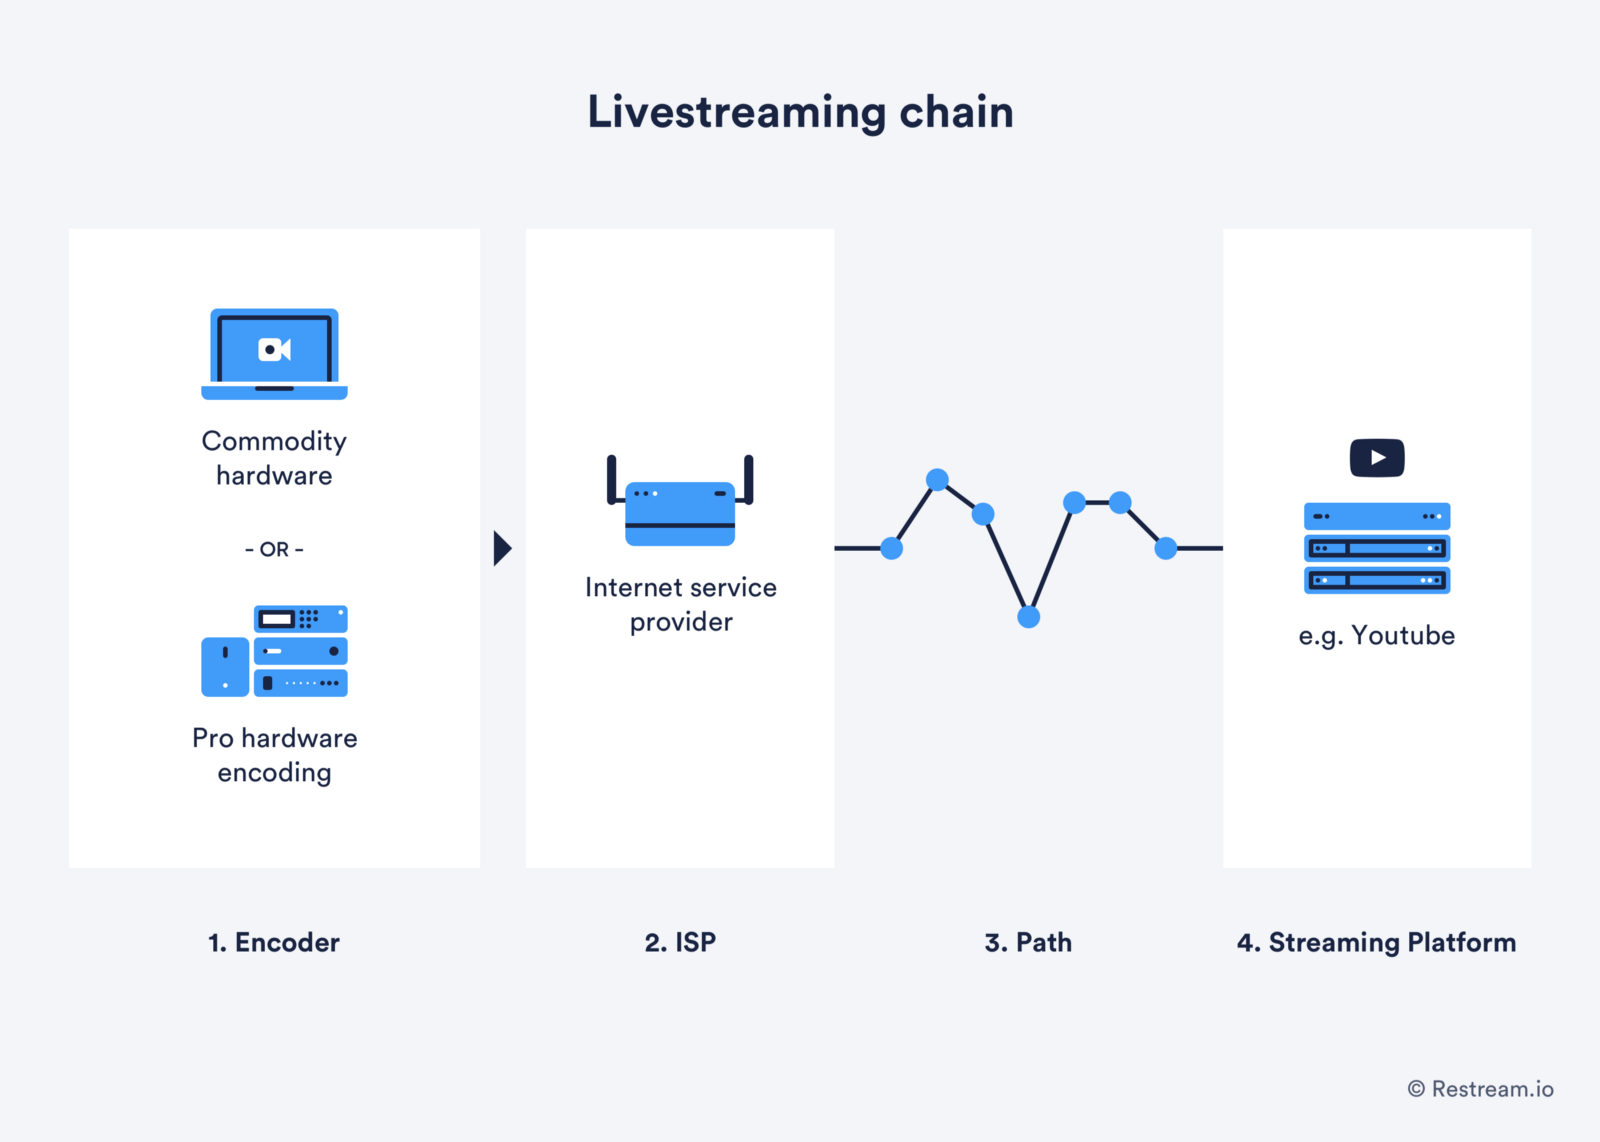 Livestreaming chain
Commodity
hardware
- OR -
Pro hardware
encoding
Internet service
provider
e.g. Youtube
1. Encoder
2. ISP
3. Path
4. Streaming Platform
© Restream.io